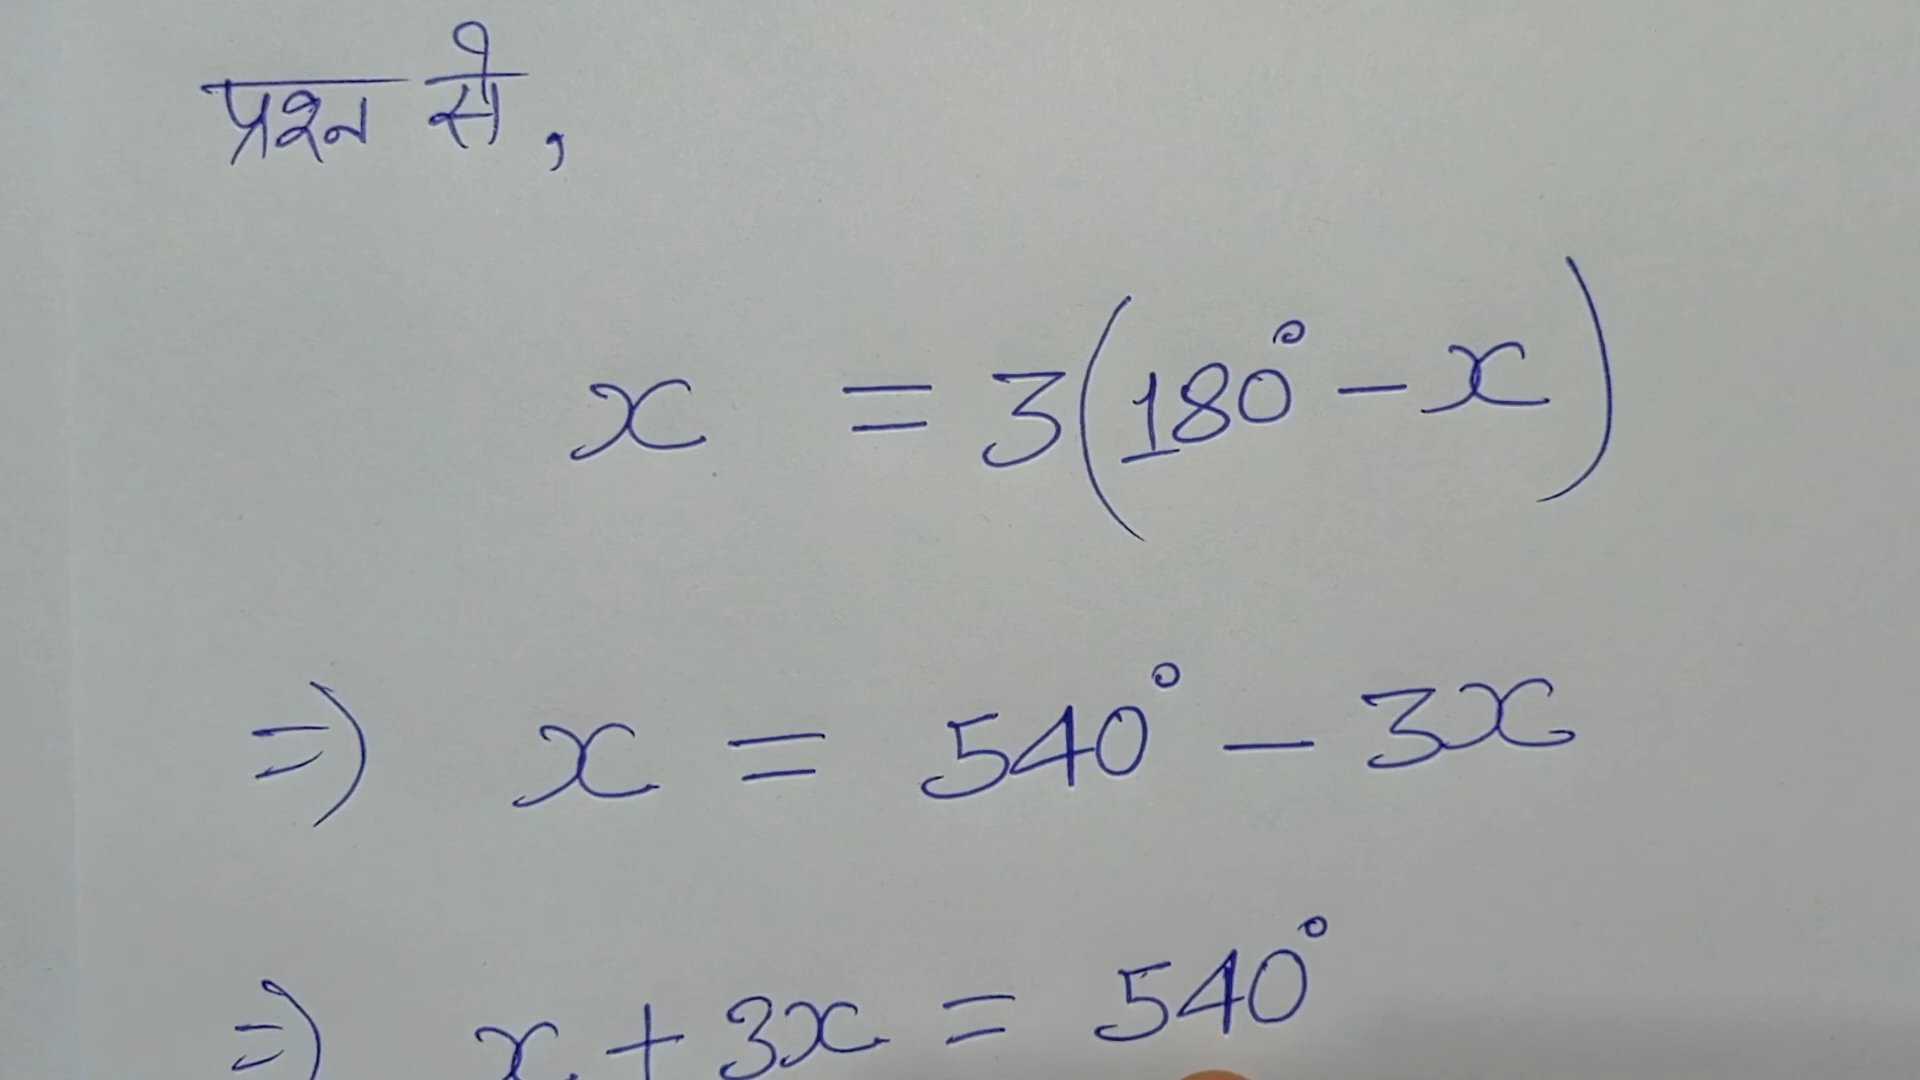 प्रश्न से,
x = 3(180° - x)
=) x = 540° - 3x
=) x + 3x = 540°